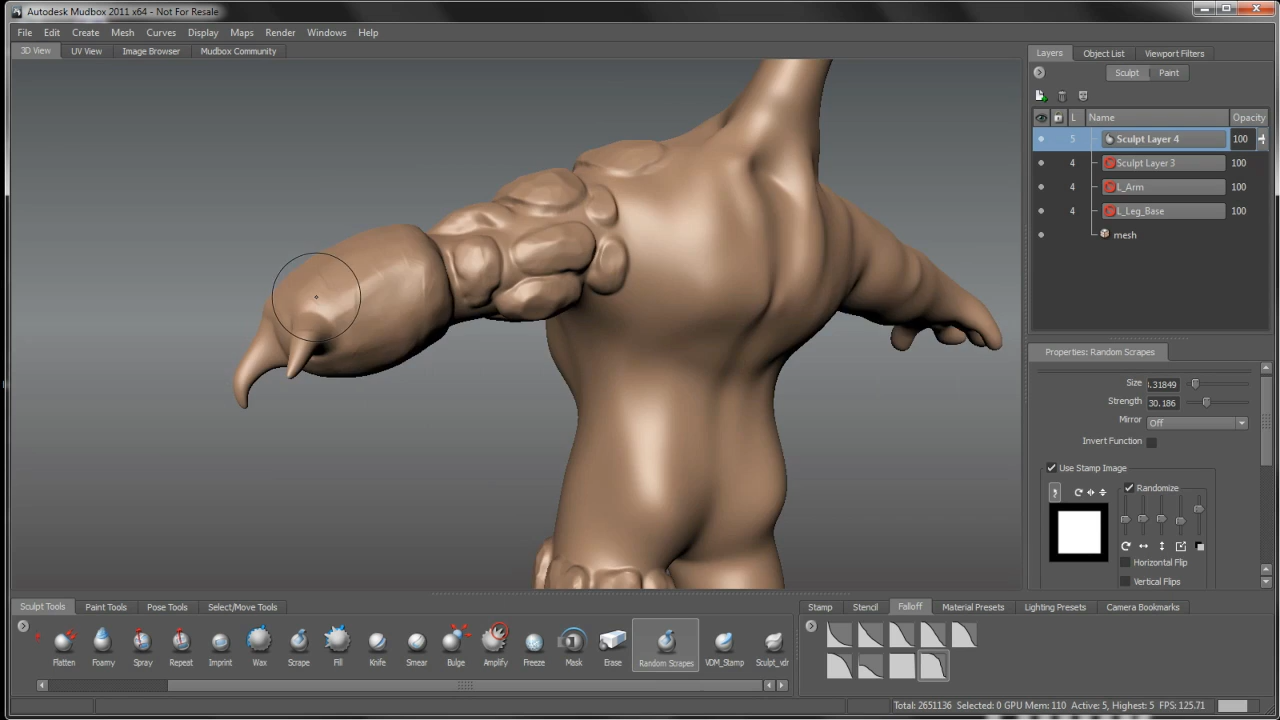 Autodesk Mudbox 2011 x64 - Not For Resale
File Edit Create Mesh Curves Display Maps Render Windows Help
3D View UV View Image Browser Mudbox Community
Layers Object List Viewport Filters
Sculpt Paint
L Name Opacity
5 Sculpt Layer 4 100
4 Sculpt Layer 3 100
4 L_Arm 100
4 L_Leg_Base 100
mesh
Properties: Random Scrapes
Size .31849
Strength 30.186
Mirror Off
Invert Function
Use Stamp Image
Randomize
Horizontal Flip
Vertical Flips
Sculpt Tools Paint Tools Pose Tools Select/Move Tools
Flatten Foamy Spray Repeat Imprint Wax Scrape Fill Knife Smear Bulge Amplify Freeze Mask Erase Random Scrapes VDM_Stamp Sculpt_vdr
Stamp Stencil Falloff Material Presets Lighting Presets Camera Bookmarks
Total: 2651136 Selected: 0 GPU Mem: 110 Active: 5, Highest: 5 FPS: 125.71